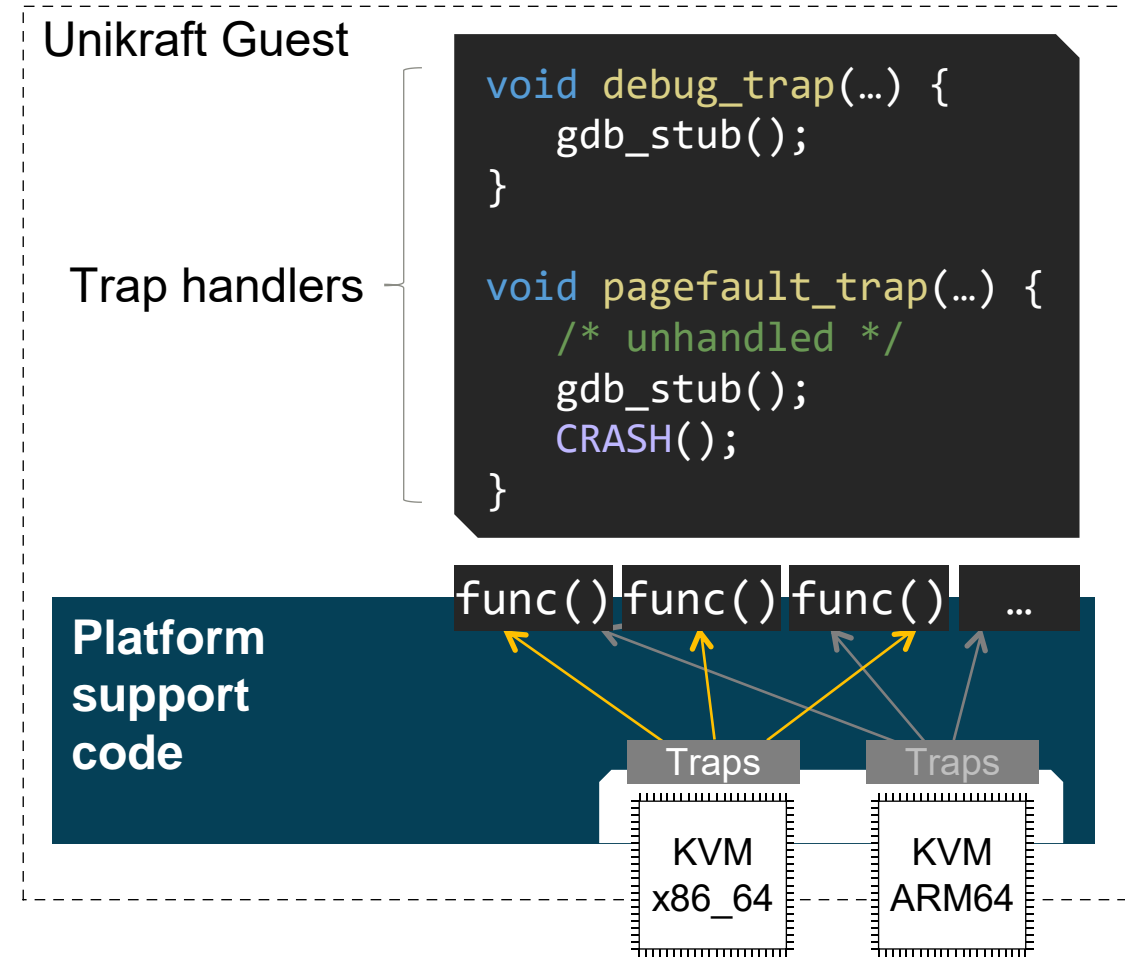 Unikraft Guest
void debug_trap(…) {
gdb_stub();
}
Trap handlers
void pagefault_trap(…) {
/* unhandled */
gdb_stub();
CRASH();
}
func() func() func() …
Platform
support
code
Traps Traps
KVM
x86_64
KVM
ARM64